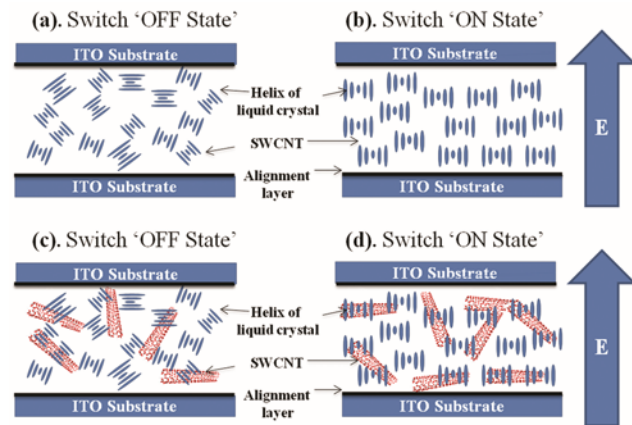 (a). Switch 'OFF State'
(b). Switch 'ON State'
ITO Substrate
ITO Substrate
Helix of
liquid crystal
SWCNT
Alignment
layer
E
ITO Substrate
ITO Substrate
(c). Switch 'OFF State'
(d). Switch 'ON State'
ITO Substrate
ITO Substrate
Helix of
liquid crystal
SWCNT
Alignment
layer
E
ITO Substrate
ITO Substrate